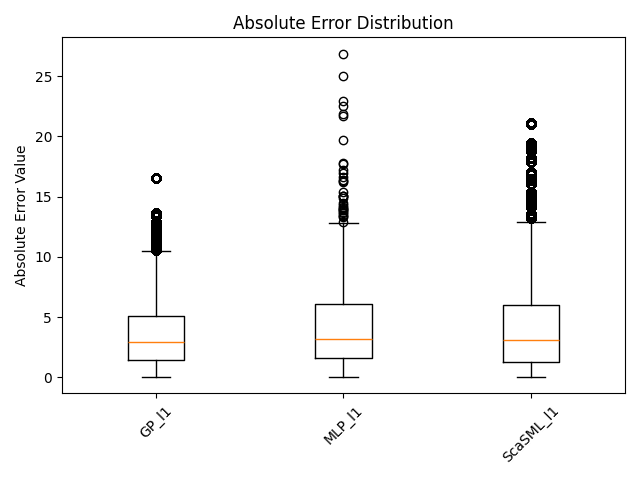 Absolute Error Distribution
Absolute Error Value
25
20
15
10
5
0
GP_l1
MLP_l1
ScaSML_l1